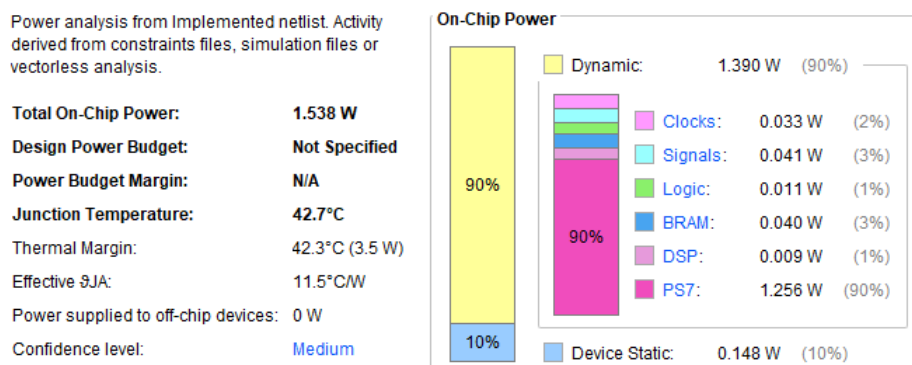 Power analysis from Implemented netlist. Activity
derived from constraints files, simulation files or
vectorless analysis.
Total On-Chip Power: 1.538 W
Design Power Budget: Not Specified
Power Budget Margin: N/A
Junction Temperature: 42.7°C
Thermal Margin: 42.3°C (3.5 W)
Effective ϑJA: 11.5°C/W
Power supplied to off-chip devices: 0 W
Confidence level: Medium
On-Chip Power
90%
10%
Dynamic: 1.390 W (90%)
90%
Clocks: 0.033 W (2%)
Signals: 0.041 W (3%)
Logic: 0.011 W (1%)
BRAM: 0.040 W (3%)
DSP: 0.009 W (1%)
PS7: 1.256 W (90%)
Device Static: 0.148 W (10%)